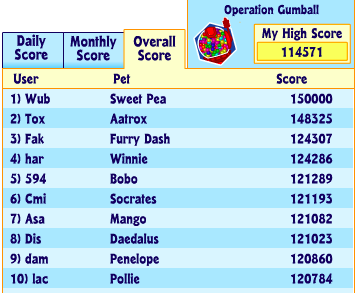 Operation Gumball
Daily Score
Monthly Score
Overall Score
My High Score
114571
User Pet Score
1) Wub Sweet Pea 150000
2) Tox Aatrox 148325
3) Fak Furry Dash 124307
4) har Winnie 124286
5) 594 Bobo 121289
6) Cmi Socrates 121193
7) Asa Mango 121082
8) Dis Daedalus 121023
9) dam Penelope 120860
10) lac Pollie 120784